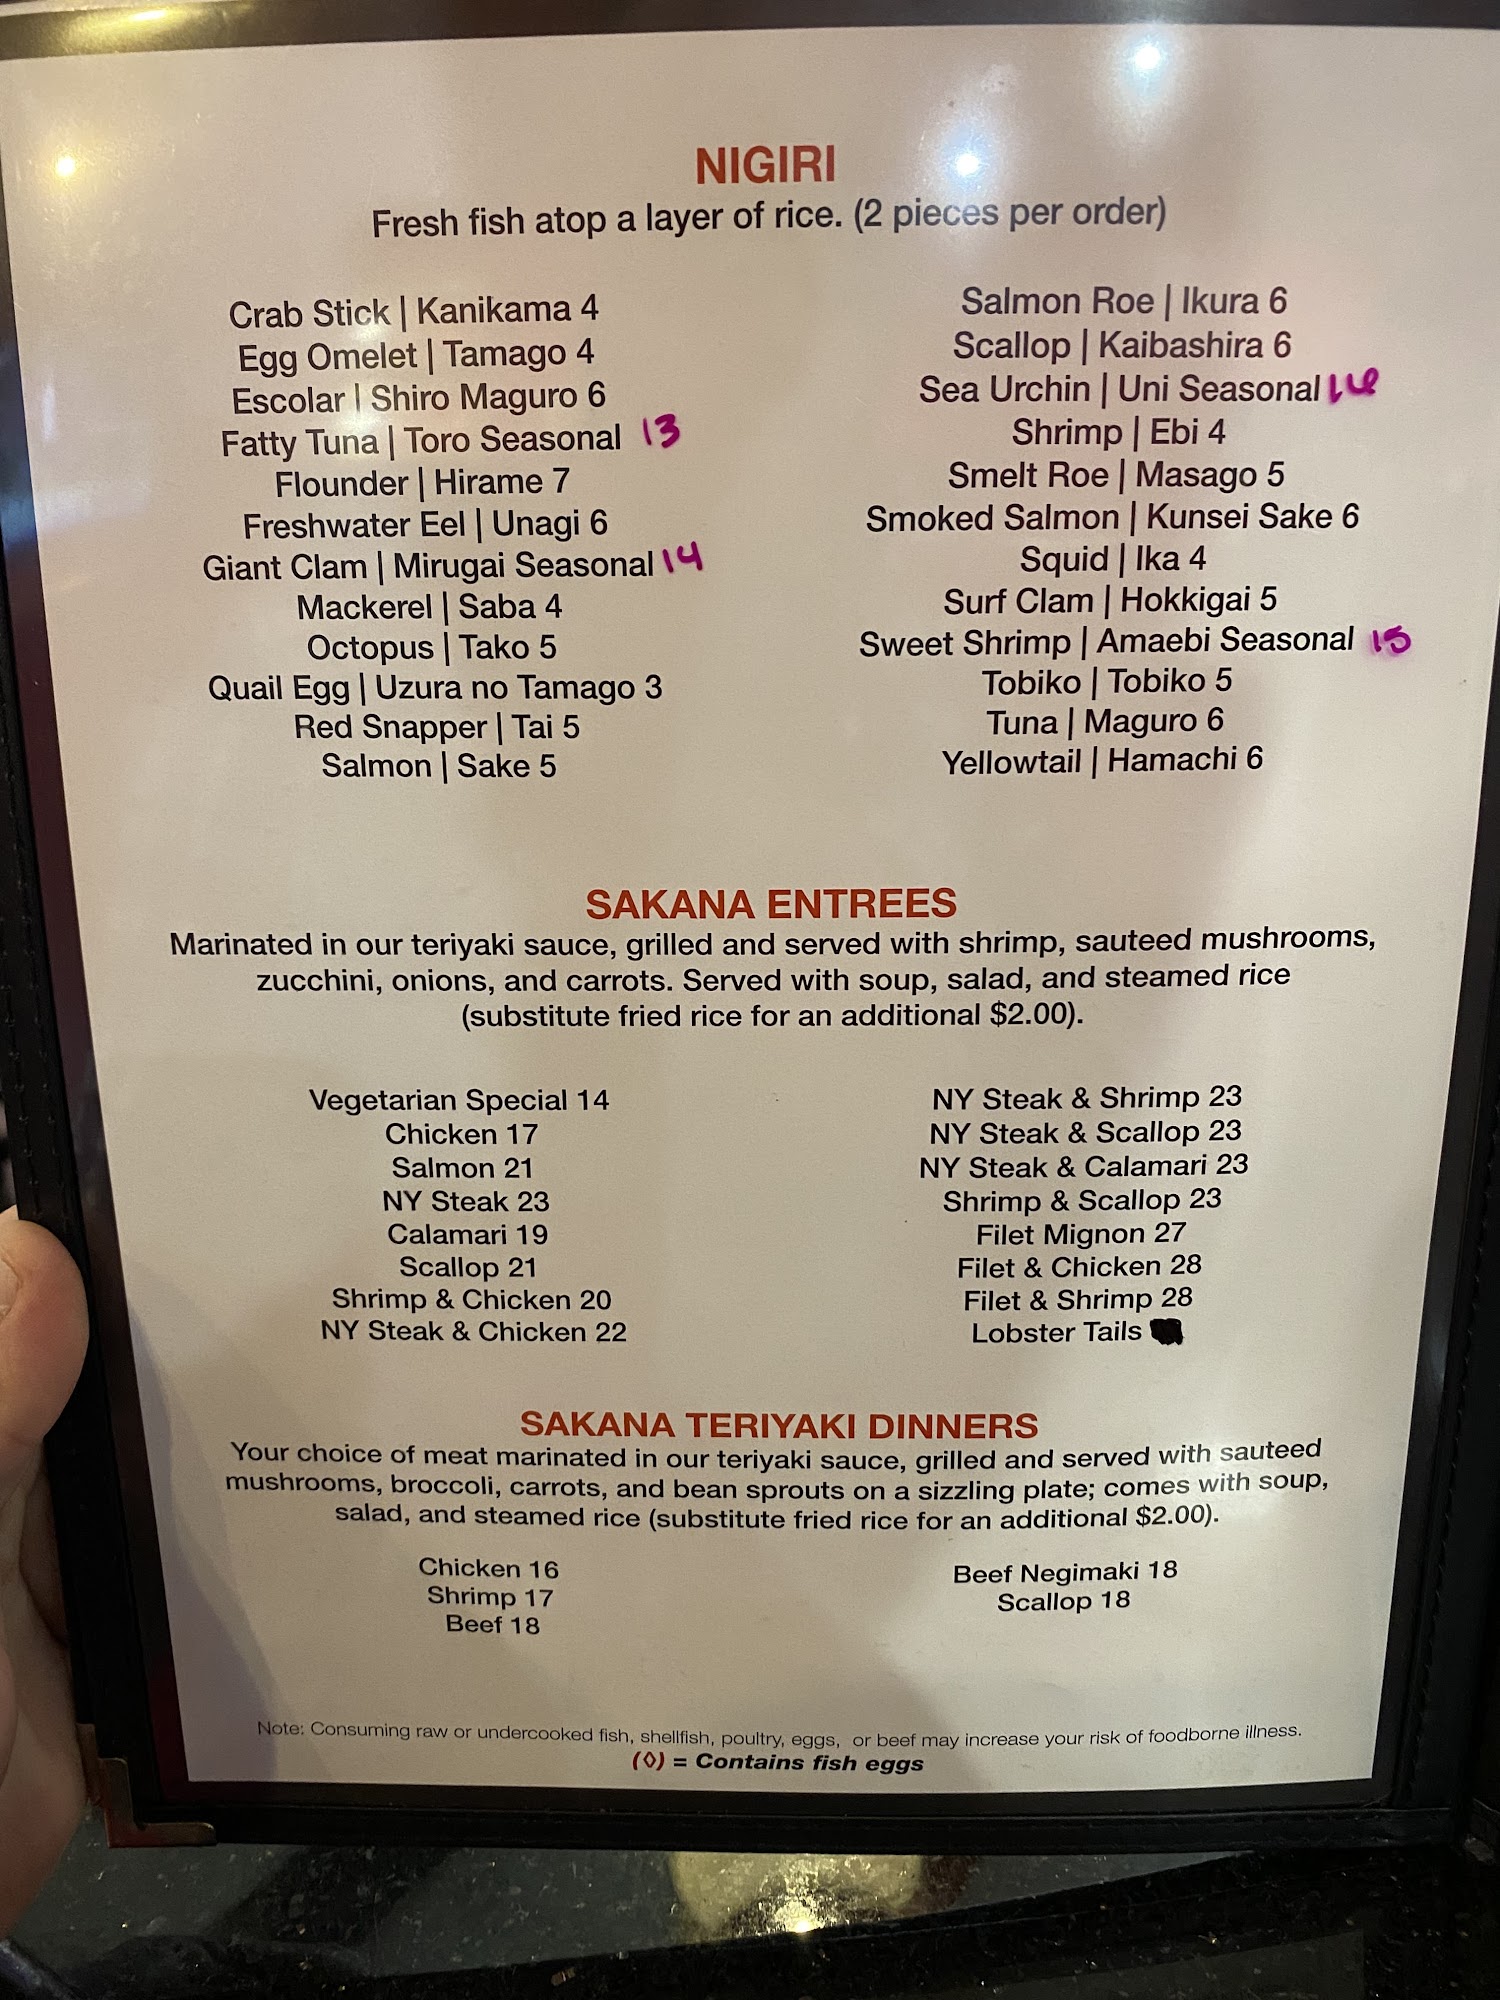 NIGIRI
Fresh fish atop a layer of rice. (2 pieces per order)
Crab Stick | Kanikama 4
Egg Omelet | Tamago 4
Escolar | Shiro Maguro 6
Fatty Tuna | Toro Seasonal 13
Flounder | Hirame 7
Freshwater Eel | Unagi 6
Giant Clam | Mirugai Seasonal 14
Mackerel | Saba 4
Octopus | Tako 5
Quail Egg | Uzura no Tamago 3
Red Snapper | Tai 5
Salmon | Sake 5
Salmon Roe | Ikura 6
Scallop | Kaibashira 6
Sea Urchin | Uni Seasonal
Shrimp | Ebi 4
Smelt Roe | Masago 5
Smoked Salmon | Kunsei Sake 6
Squid | Ika 4
Surf Clam | Hokkigai 5
Sweet Shrimp | Amaebi Seasonal 15
Tobiko | Tobiko 5
Tuna | Maguro 6
Yellowtail | Hamachi 6
SAKANA ENTREES
Marinated in our teriyaki sauce, grilled and served with shrimp, sauteed mushrooms,
zucchini, onions, and carrots. Served with soup, salad, and steamed rice
(substitute fried rice for an additional $2.00).
Vegetarian Special 14
Chicken 17
Salmon 21
NY Steak 23
Calamari 19
Scallop 21
Shrimp & Chicken 20
NY Steak & Chicken 22
NY Steak & Shrimp 23
NY Steak & Scallop 23
NY Steak & Calamari 23
Shrimp & Scallop 23
Filet Mignon 27
Filet & Chicken 28
Filet & Shrimp 28
Lobster Tails
SAKANA TERIYAKI DINNERS
Your choice of meat marinated in our teriyaki sauce, grilled and served with sauteed
mushrooms, broccoli, carrots, and bean sprouts on a sizzling plate; comes with soup,
salad, and steamed rice (substitute fried rice for an additional $2.00).
Chicken 16
Shrimp 17
Beef 18
Beef Negimaki 18
Scallop 18
Note: Consuming raw or undercooked fish, shellfish, poultry, eggs, or beef may increase your risk of foodborne illness.
(◊) = Contains fish eggs